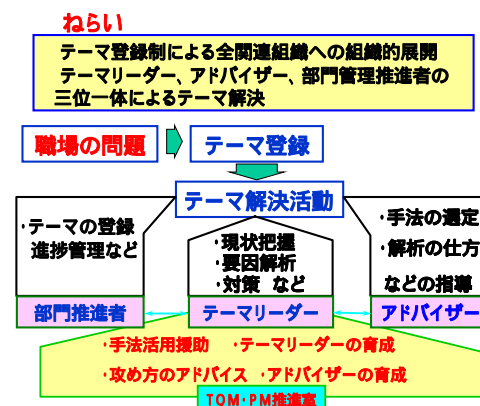 ねらい
テーマ登録制による全関連組織への組織的展開
テーマリーダー、アドバイザー、部門管理推進者の
三位一体によるテーマ解決
職場の問題
テーマ登録
テーマ解決活動
・テーマの登録
進捗管理など
・現状把握
・要因解析
・対策 など
・手法の選定
・解析の仕方
などの指導
部門推進者
テーマリーダー
アドバイザー
・手法活用援助 ・テーマリーダーの育成
・攻め方のアドバイス ・アドバイザーの育成
TQM・PM推進室